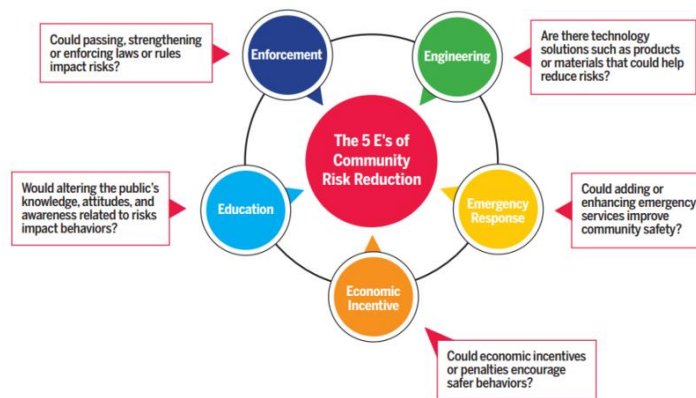 Could passing, strengthening
or enforcing laws or rules
impact risks?
Enforcement
Engineering
Are there technology
solutions such as products
or materials that could help
reduce risks?
The 5 E's of
Community
Risk Reduction
Would altering the public's
knowledge, attitudes, and
awareness related to risks
impact behaviors?
Education
Emergency
Response
Could adding or
enhancing emergency
services improve
community safety?
Economic
Incentive
Could economic incentives
or penalties encourage
safer behaviors?